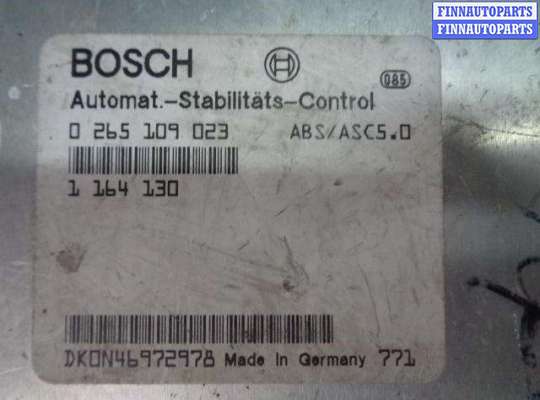 FINNAUTOPARTS
FINNAUTOPARTS
BOSCH
085
Automat.-Stabilitäts-Control
0 265 109 023 ABS/ASC5.0
1 164 130
DK0N46972978 Made in Germany 771